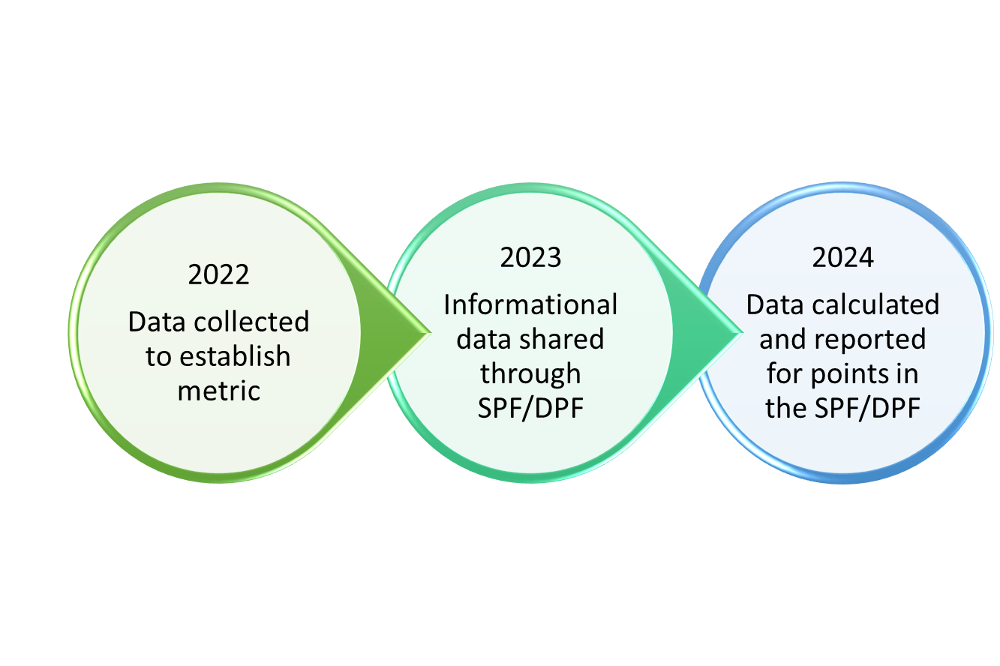 2022
Data collected
to establish
metric
2023
Informational
data shared
through
SPF/DPF
2024
Data calculated
and reported
for points in
the SPF/DPF